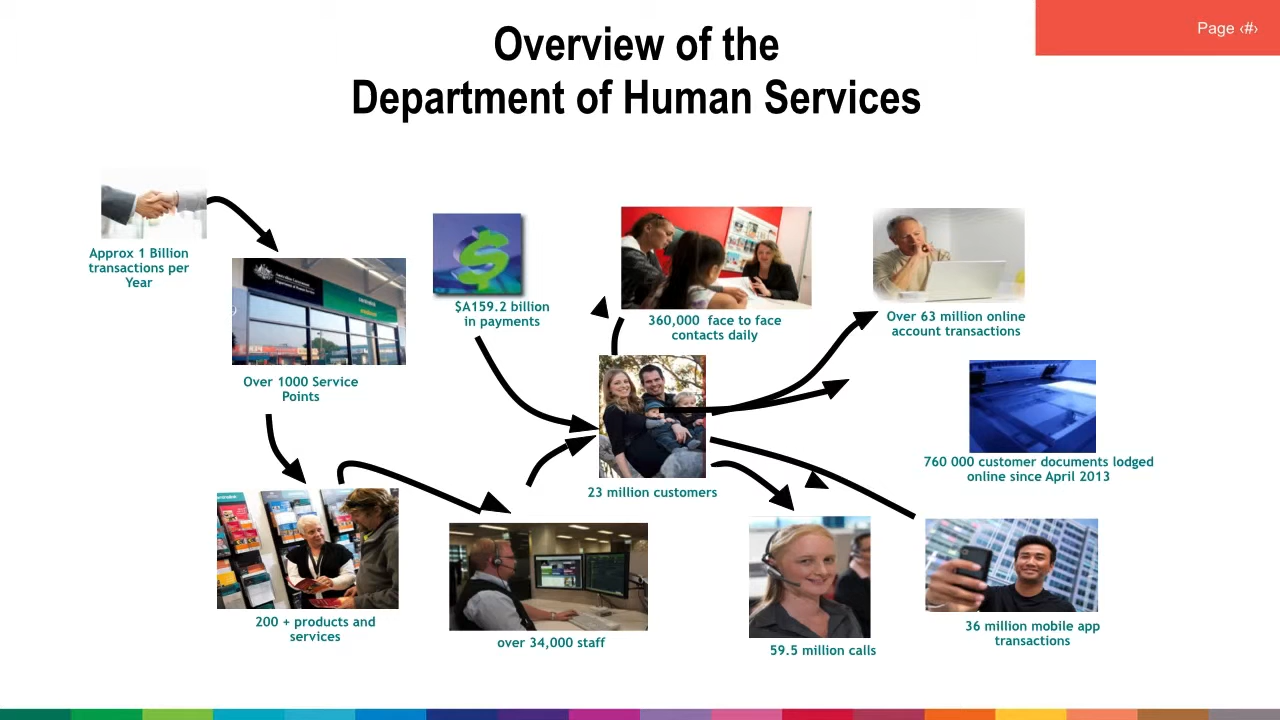 Page ‹#›
Overview of the
Department of Human Services
Approx 1 Billion
transactions per
Year
$A159.2 billion
in payments
360,000 face to face
contacts daily
Over 63 million online
account transactions
Over 1000 Service
Points
760 000 customer documents lodged
online since April 2013
23 million customers
200 + products and
services
over 34,000 staff
59.5 million calls
36 million mobile app
transactions